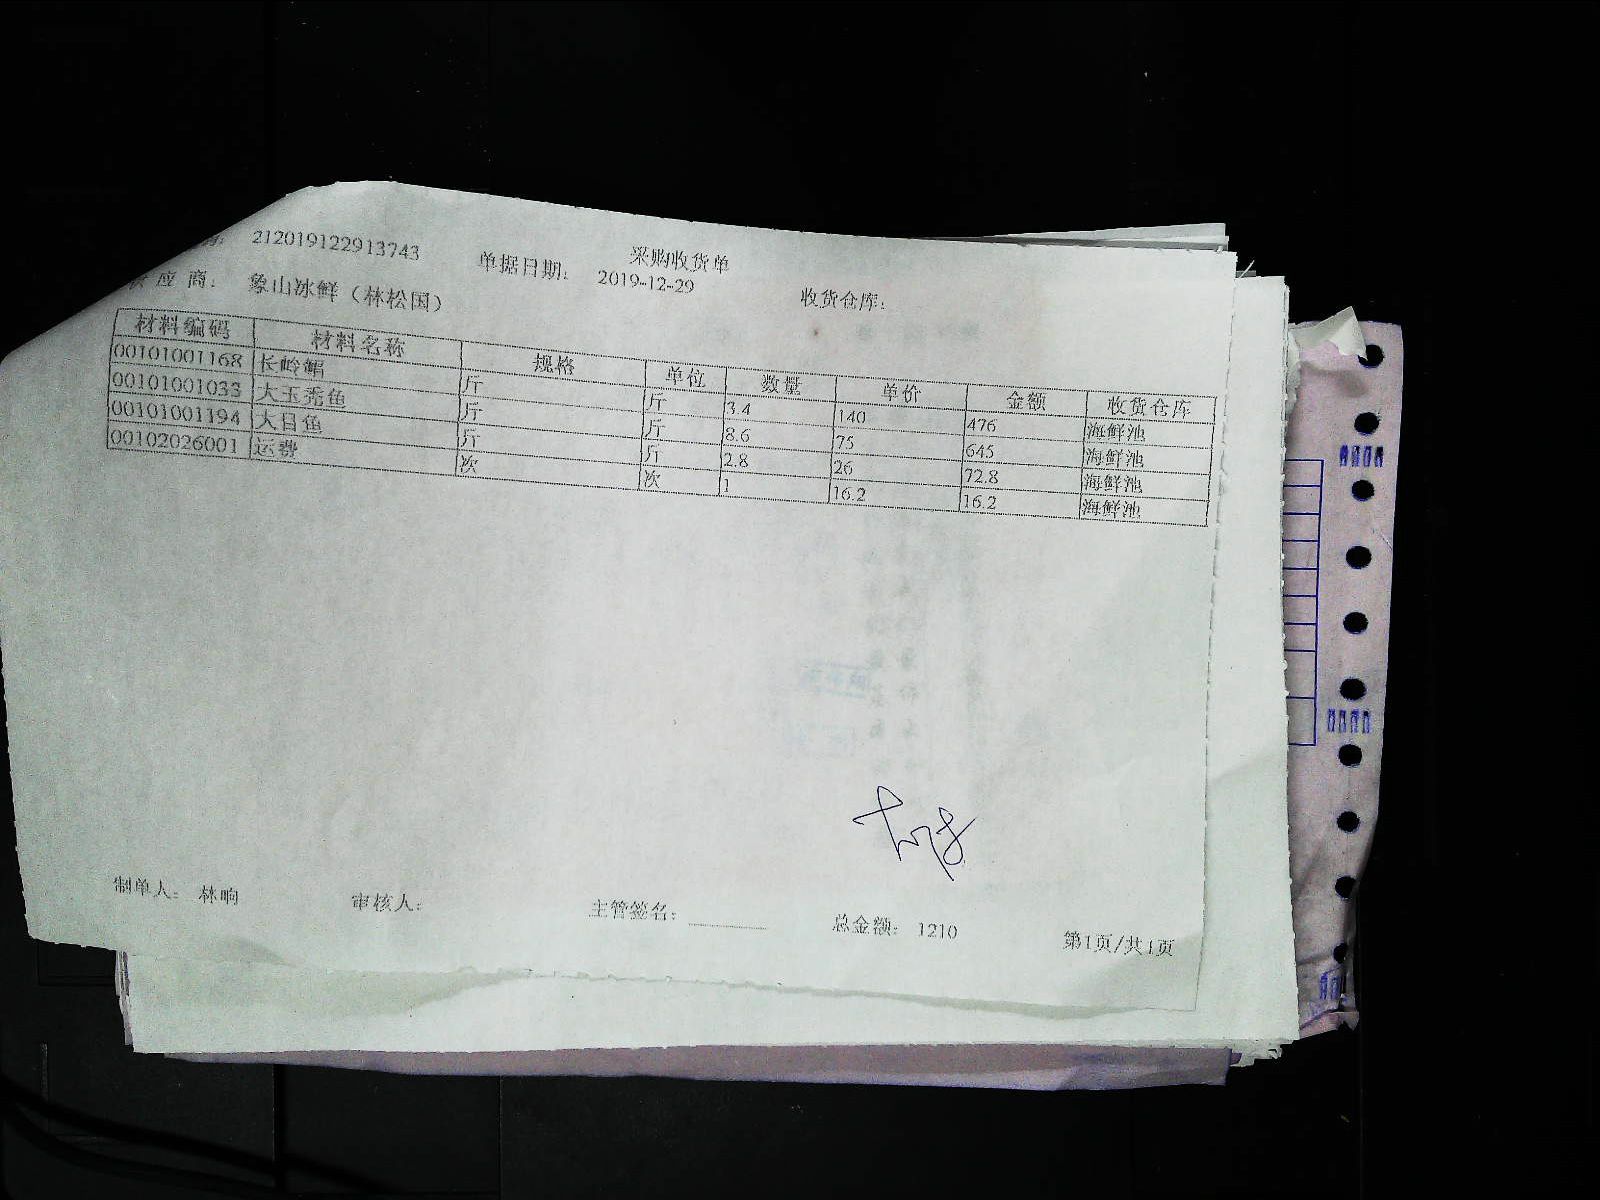 采购收货单
212019122913743 单据日期: 2019-12-29 收货仓库:
供应商: 象山冰鲜(林松国)
材料编码 材料名称 规格 单位 数量 单价 金额 收货仓库
00101001168 长岭鲳 斤 斤 3.4 140 476 海鲜池
00101001033 大玉秃鱼 斤 斤 8.6 75 645 海鲜池
00101001194 大目鱼 斤 斤 2.8 26 72.8 海鲜池
00102026001 运费 次 次 1 16.2 16.2 海鲜池
制单人: 林响 审核人: 主管签名: 总金额: 1210 第1页/共1页